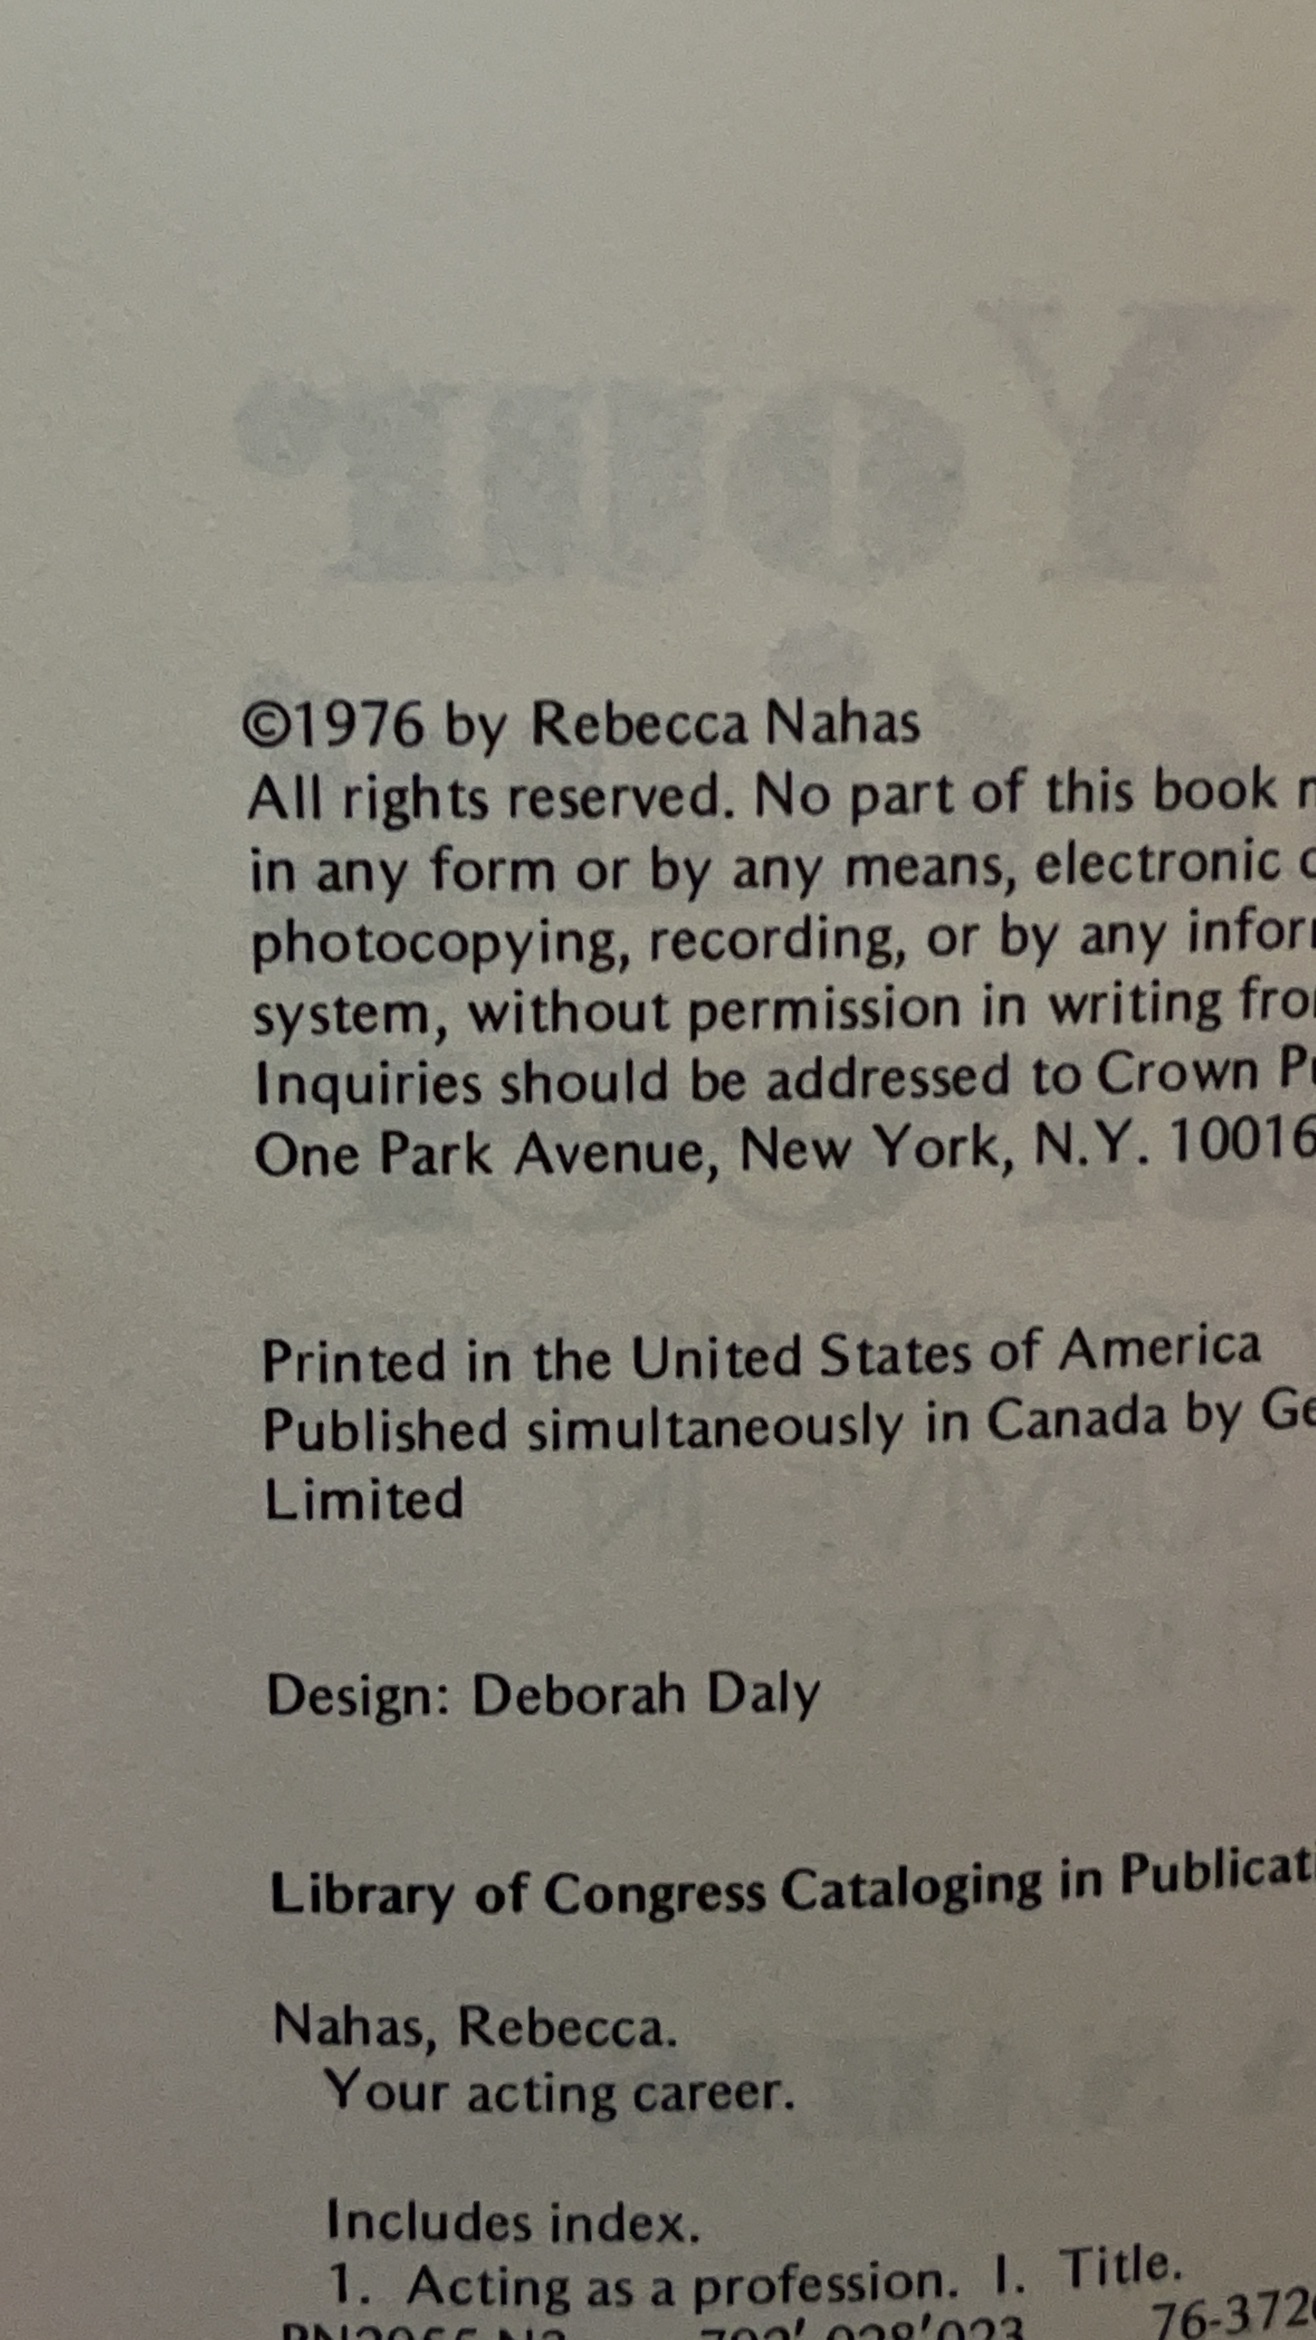 Your
©1976 by Rebecca Nahas
All rights reserved. No part of this book
in any form or by any means, electronic
photocopying, recording, or by any
system, without permission in writing
Inquiries should be addressed to Crown
One Park Avenue, New York, N.Y. 10016
Printed in the United States of America
Published simultaneously in Canada by
Limited
Design: Deborah Daly
Library of Congress Cataloging in
Nahas, Rebecca.
Your acting career.
Includes index.
1. Acting as a profession. I. Title.